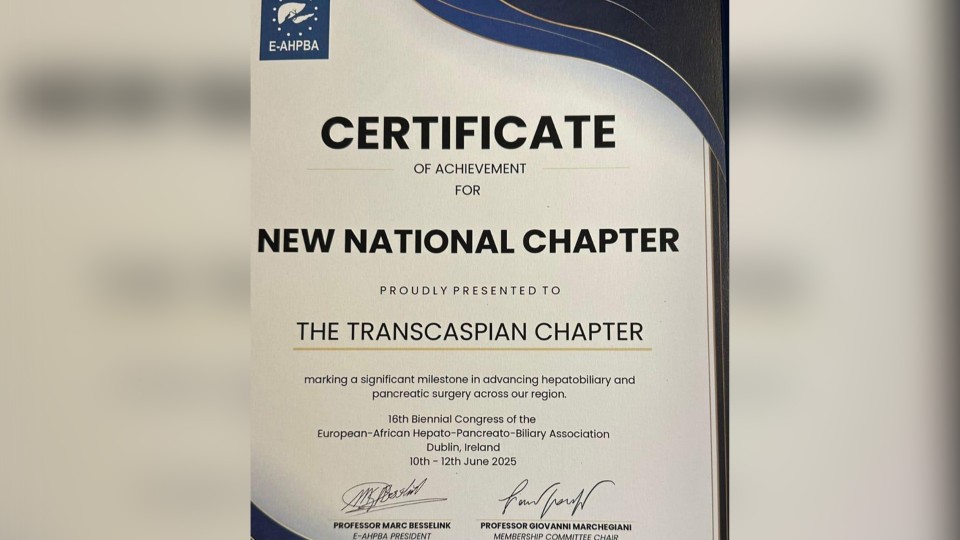 E-AHPBA
CERTIFICATE
OF ACHIEVEMENT
FOR
NEW NATIONAL CHAPTER
PROUDLY PRESENTED TO
THE TRANSCASPIAN CHAPTER
marking a significant milestone in advancing hepatobiliary and
pancreatic surgery across our region.
16th Biennial Congress of the
European-African Hepato-Pancreato-Biliary Association
Dublin, Ireland
10th - 12th June 2025
PROFESSOR MARC BESSELINK
E-AHPBA PRESIDENT
PROFESSOR GIOVANNI MARCHEGIANI
MEMBERSHIP COMMITTEE CHAIR